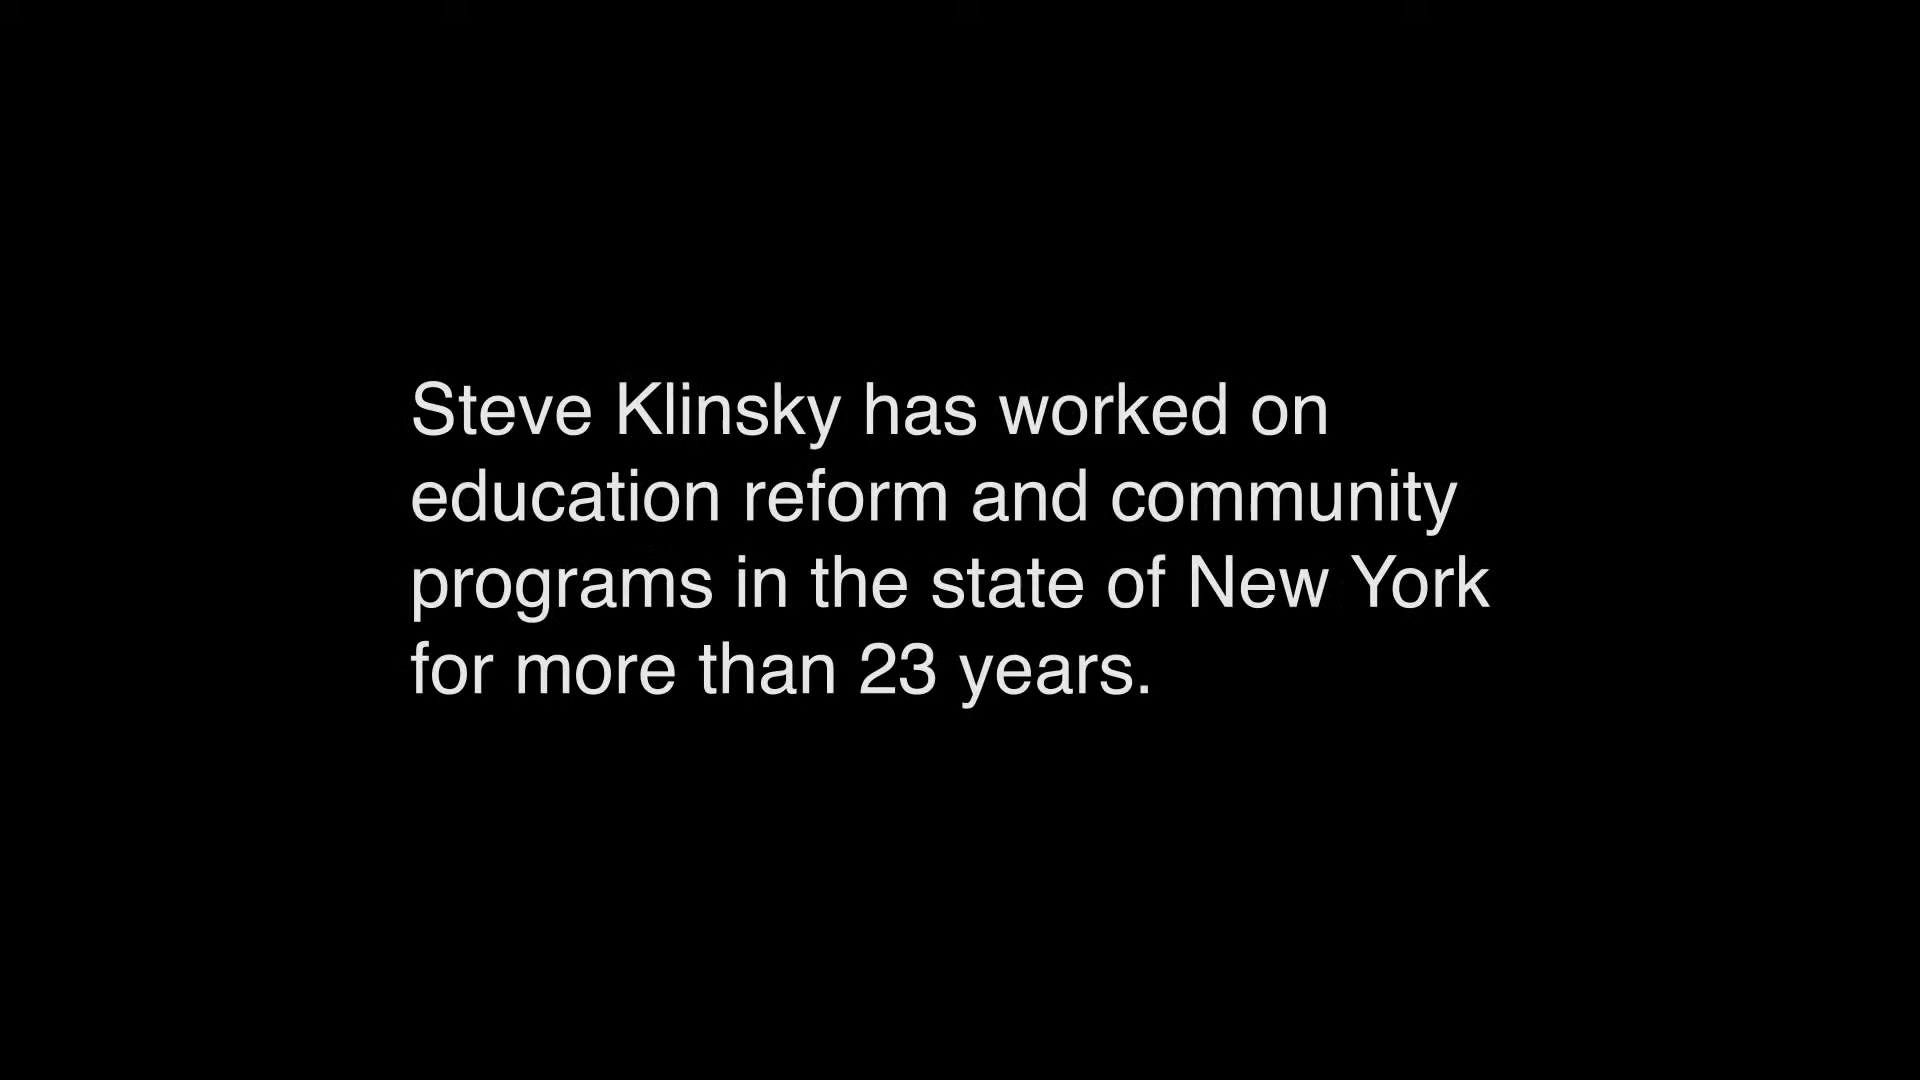 Steve Klinsky has worked on
education reform and community
programs in the state of New York
for more than 23 years.